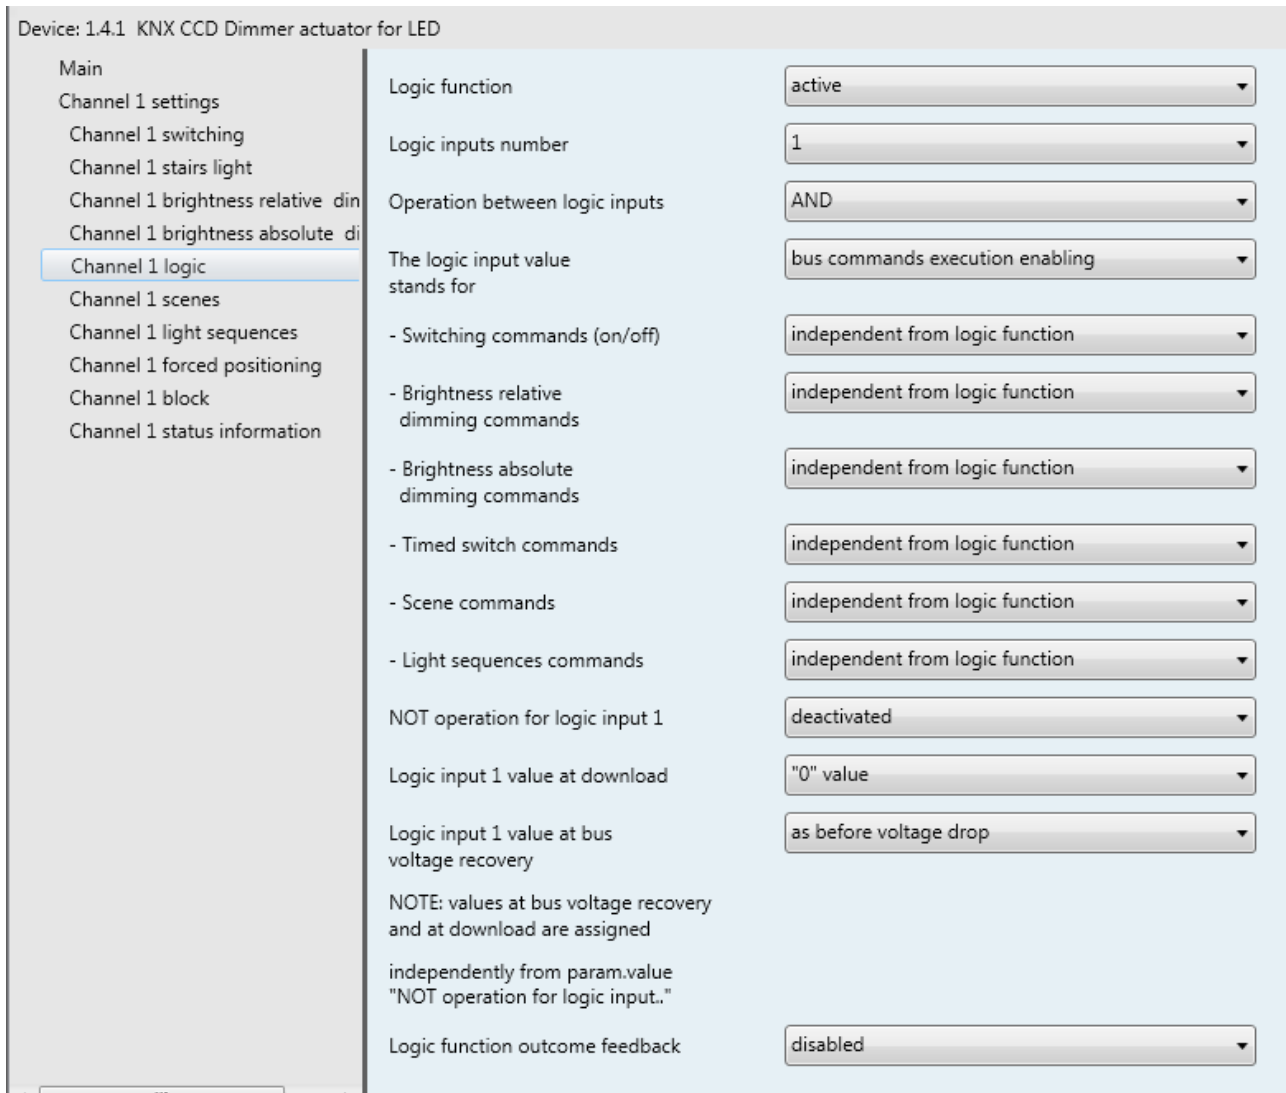 Device: 1.4.1  KNX CCD Dimmer actuator for LED
Main
Channel 1 settings
Channel 1 switching
Channel 1 stairs light
Channel 1 brightness relative  din
Channel 1 brightness absolute  di
Channel 1 logic
Channel 1 scenes
Channel 1 light sequences
Channel 1 forced positioning
Channel 1 block
Channel 1 status information
Logic function
active
Logic inputs number
1
Operation between logic inputs
AND
The logic input value
stands for
bus commands execution enabling
- Switching commands (on/off)
independent from logic function
- Brightness relative
dimming commands
independent from logic function
- Brightness absolute
dimming commands
independent from logic function
- Timed switch commands
independent from logic function
- Scene commands
independent from logic function
- Light sequences commands
independent from logic function
NOT operation for logic input 1
deactivated
Logic input 1 value at download
"0" value
Logic input 1 value at bus
voltage recovery
as before voltage drop
NOTE: values at bus voltage recovery
and at download are assigned
independently from param.value
"NOT operation for logic input.."
Logic function outcome feedback
disabled